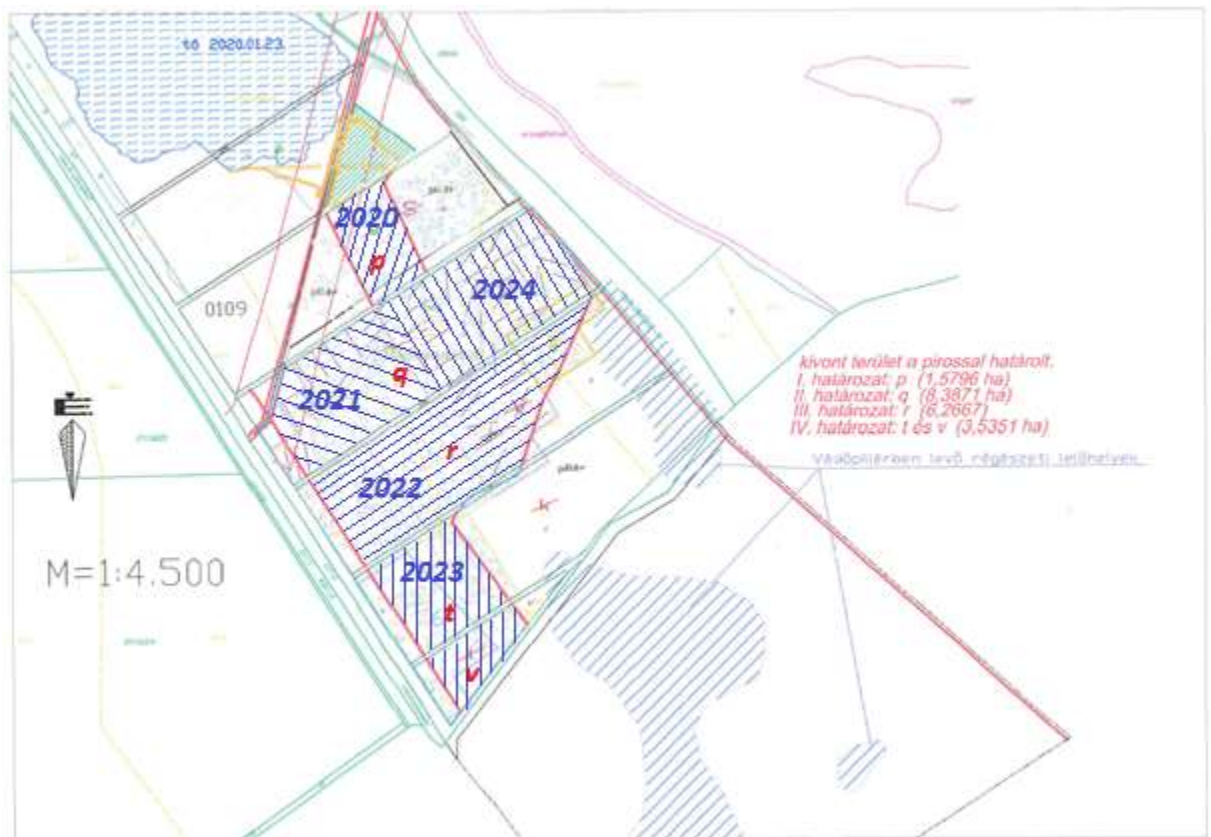 tó 2020.01.23.
2020
p
2024
0109
q
2021
kivont terület a pirossal határolt.
I. határozat: p (1,5796 ha)
II. határozat: q (8,3871 ha)
III. határozat: r (6,2667)
IV. határozat: t és v (3,5351 ha)
r
Védőpillérben levő régészeti lelőhelyek
2022
2023
M=1:4.500
t
v